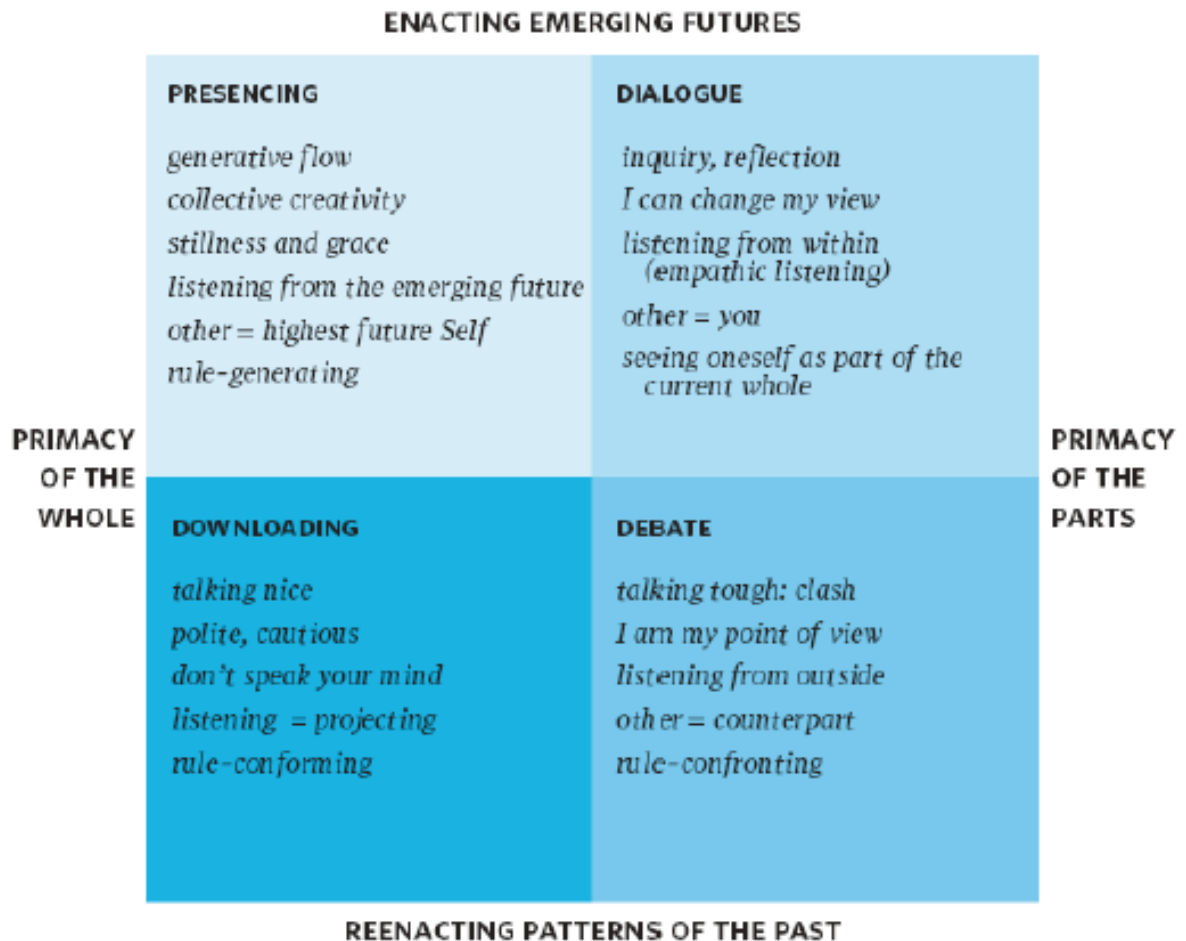 ENACTING EMERGING FUTURES
PRESENCING
generative flow
collective creativity
stillness and grace
listening from the emerging future
other = highest future Self
rule-generating
DIALOGUE
inquiry, reflection
I can change my view
listening from within
(empathic listening)
other = you
seeing oneself as part of the
current whole
PRIMACY
OF THE
WHOLE
PRIMACY
OF THE
PARTS
DOWNLOADING
talking nice
polite, cautious
don't speak your mind
listening = projecting
rule-conforming
DEBATE
talking tough: clash
I am my point of view
listening from outside
other = counterpart
rule-confronting
REENACTING PATTERNS OF THE PAST